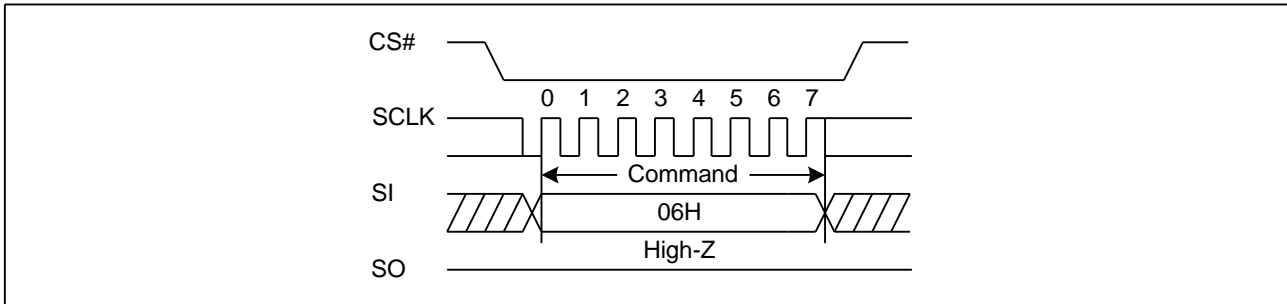 CS#
0 1 2 3 4 5 6 7
SCLK
Command
SI
06H
High-Z
SO